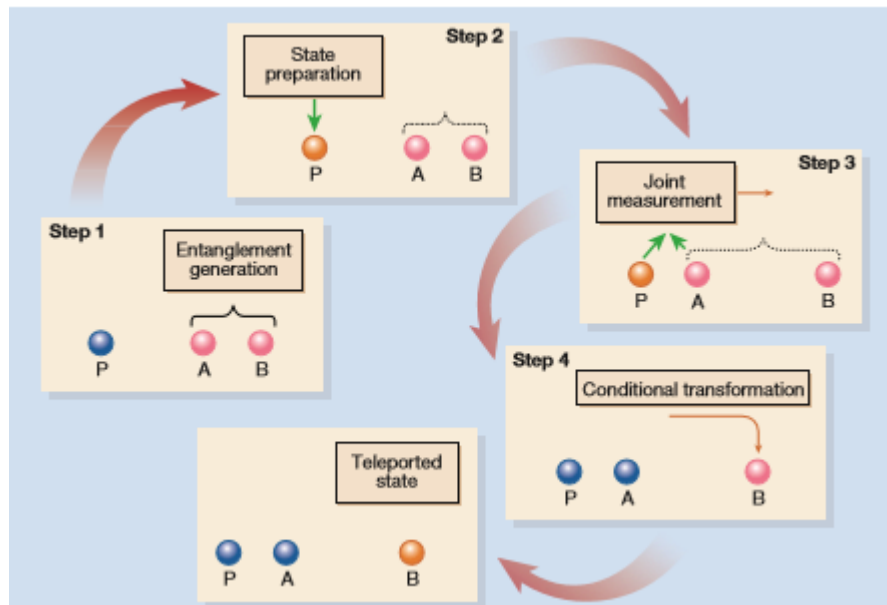 Step 1
Entanglement
generation
P
A
B
Step 2
State
preparation
P
A
B
Step 3
Joint
measurement
P
A
B
Step 4
Conditional transformation
P
A
B
Teleported
state
P
A
B